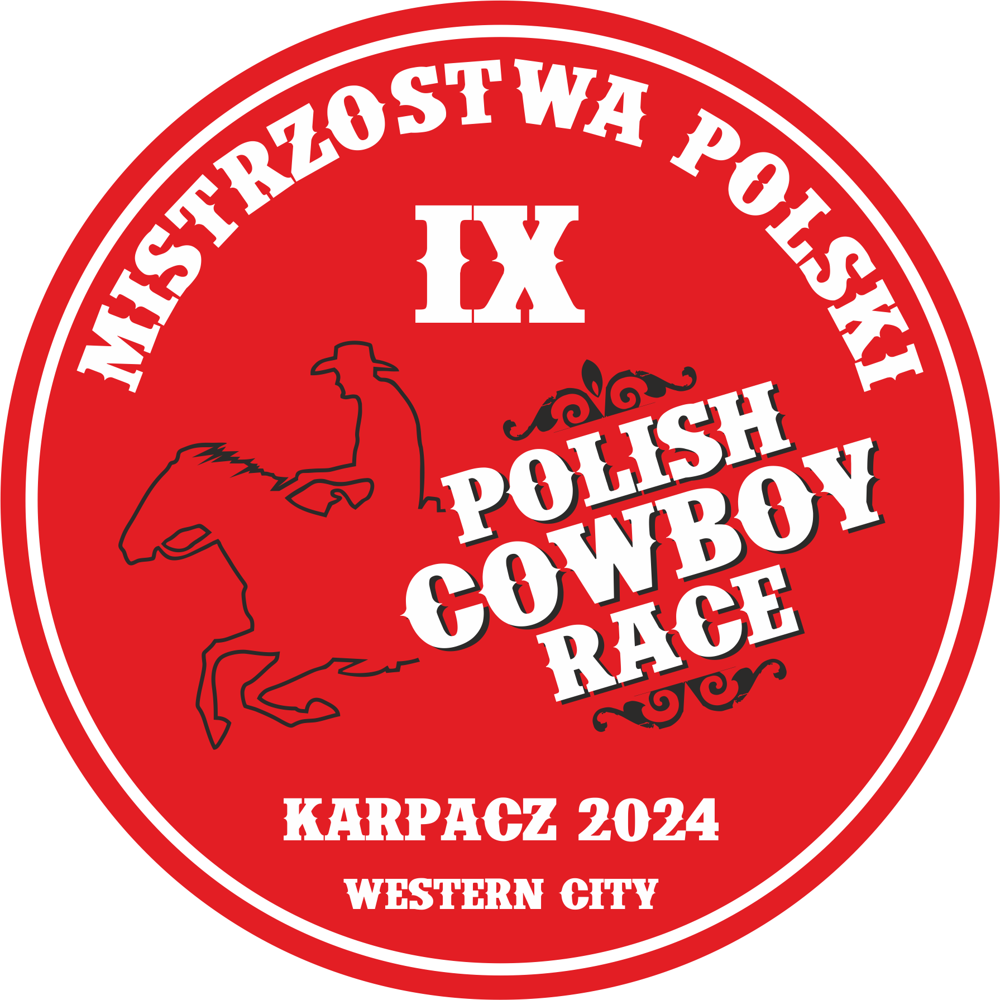 MISTRZOSTWA POLSKI
IX
POLISH
COWBOY
RACE
KARPACZ 2024
WESTERN CITY